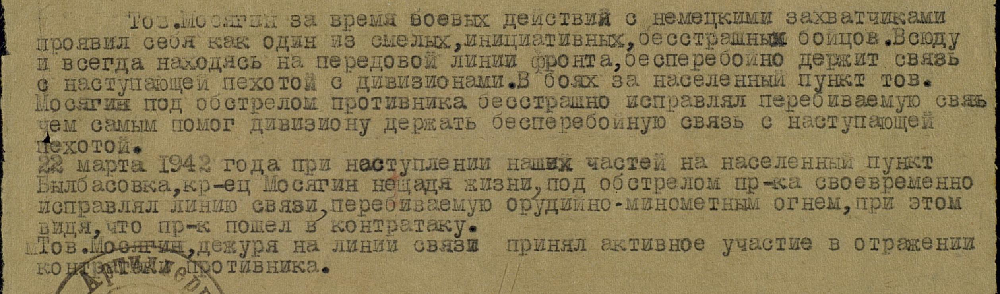 Тов.Мосягин за время боевых действий с немецкими захватчиками
проявил себя как один из смелых,инициативных,бесстрашных бойцов.Всюду
и всегда находясь на передовой линии фронта,бесперебойно держит связь
с наступающей пехотой с дивизионами.В боях за населенный пункт тов.
Мосягин под обстрелом противника бесстрашно исправлял перебиваемую связь
чем самым помог дивизиону держать бесперебойную связь с наступающей
пехотой.
22 марта 1942 года при наступлении наших частей на населенный пункт
Былбасовка,кр-ец Мосягин нещадя жизни,под обстрелом пр-ка своевременно
исправлял линию связи,перебиваемую орудийно-минометным огнем,при этом
видя,что пр-к пошел в контратаку.
Тов.Мосягин,дежуря на линии связи принял активное участие в отражении
контратаки противника.